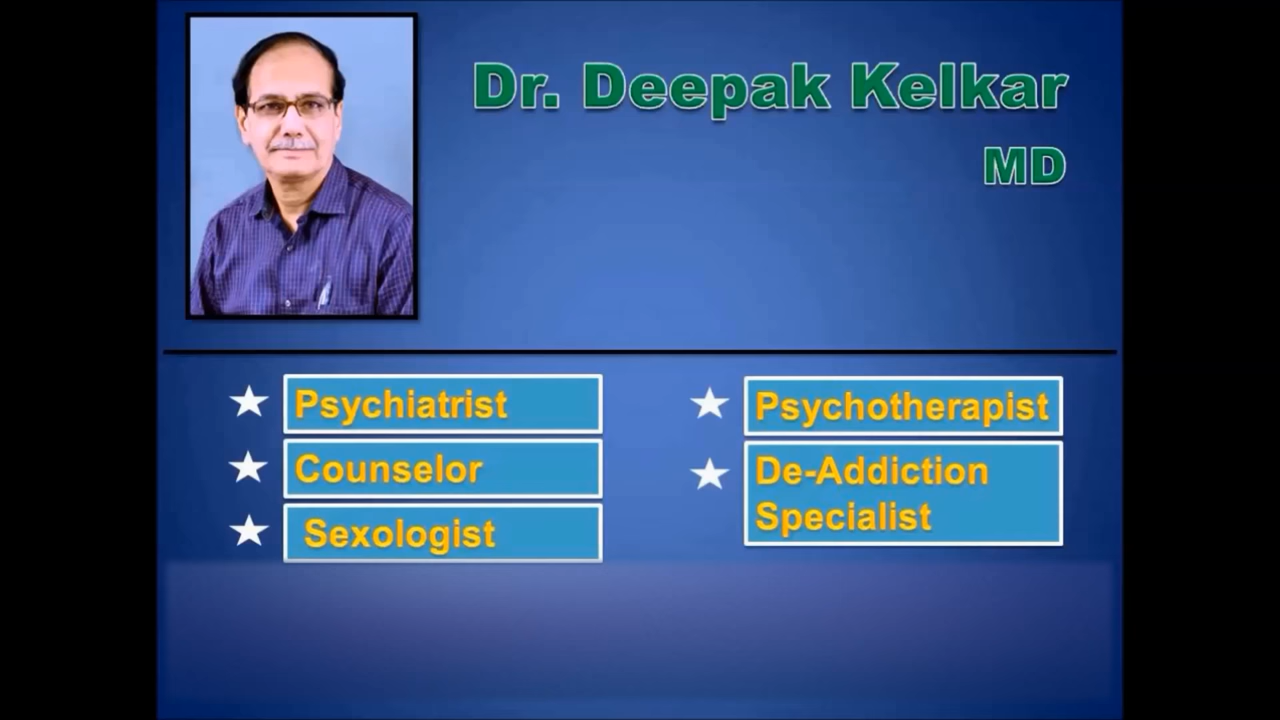 Dr. Deepak Kelkar
MD
Psychiatrist
Counselor
Sexologist
Psychotherapist
De-Addiction
Specialist